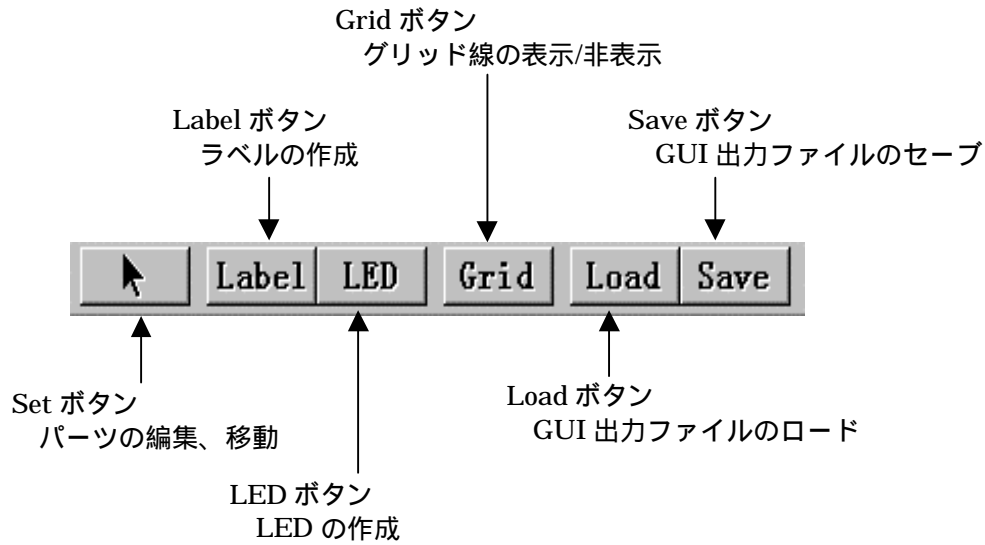 Grid ボタン
グリッド線の表示/非表示
Label ボタン
ラベルの作成
Save ボタン
GUI 出力ファイルのセーブ
Label LED Grid Load Save
Set ボタン
パーツの編集、移動
Load ボタン
GUI 出力ファイルのロード
LED ボタン
LED の作成